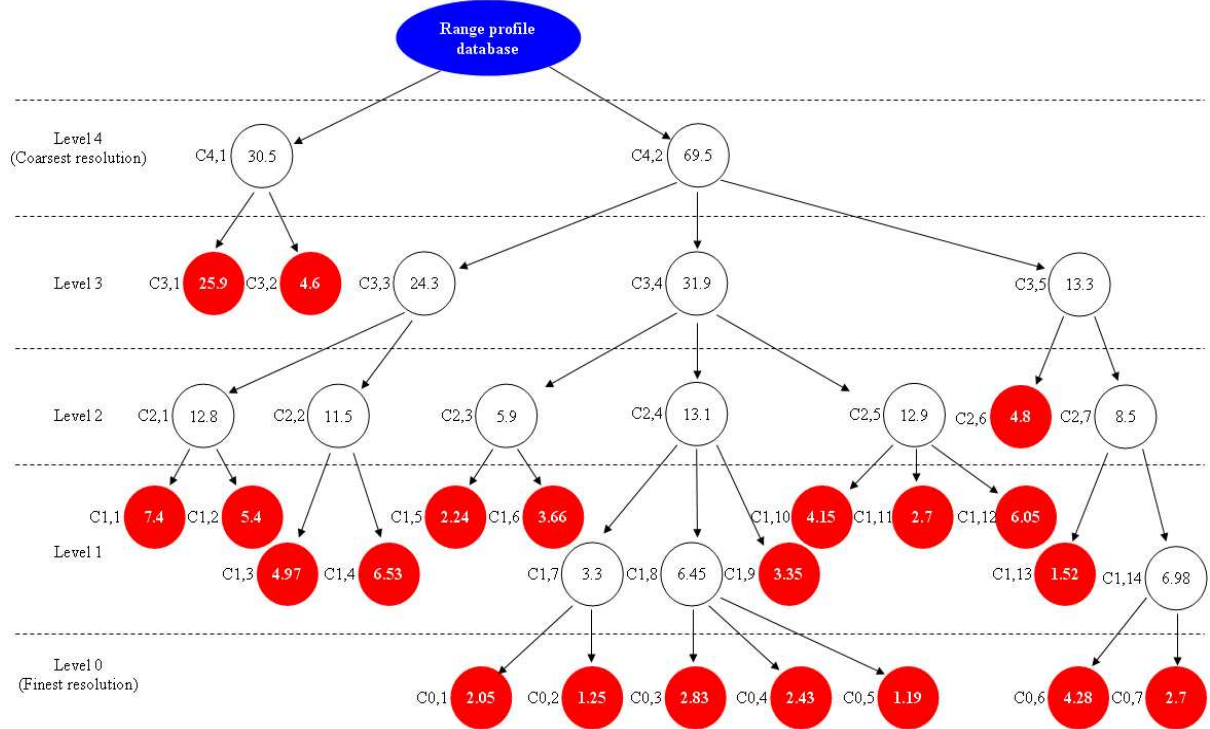 Range profile
database
Level 4
(Coarsest resolution)
C4,1 30.5
C4,2 69.5
Level 3
C3,1 25.9
C3,2 4.6
C3,3 24.3
C3,4 31.9
C3,5 13.3
Level 2
C2,1 12.8
C2,2 11.5
C2,3 5.9
C2,4 13.1
C2,5 12.9
C2,6 4.8
C2,7 8.5
Level 1
C1,1 7.4
C1,2 5.4
C1,3 4.97
C1,4 6.53
C1,5 2.24
C1,6 3.66
C1,7 3.3
C1,8 6.45
C1,9 3.35
C1,10 4.15
C1,11 2.7
C1,12 6.05
C1,13 1.52
C1,14 6.98
Level 0
(Finest resolution)
C0,1 2.05
C0,2 1.25
C0,3 2.83
C0,4 2.43
C0,5 1.19
C0,6 4.28
C0,7 2.7